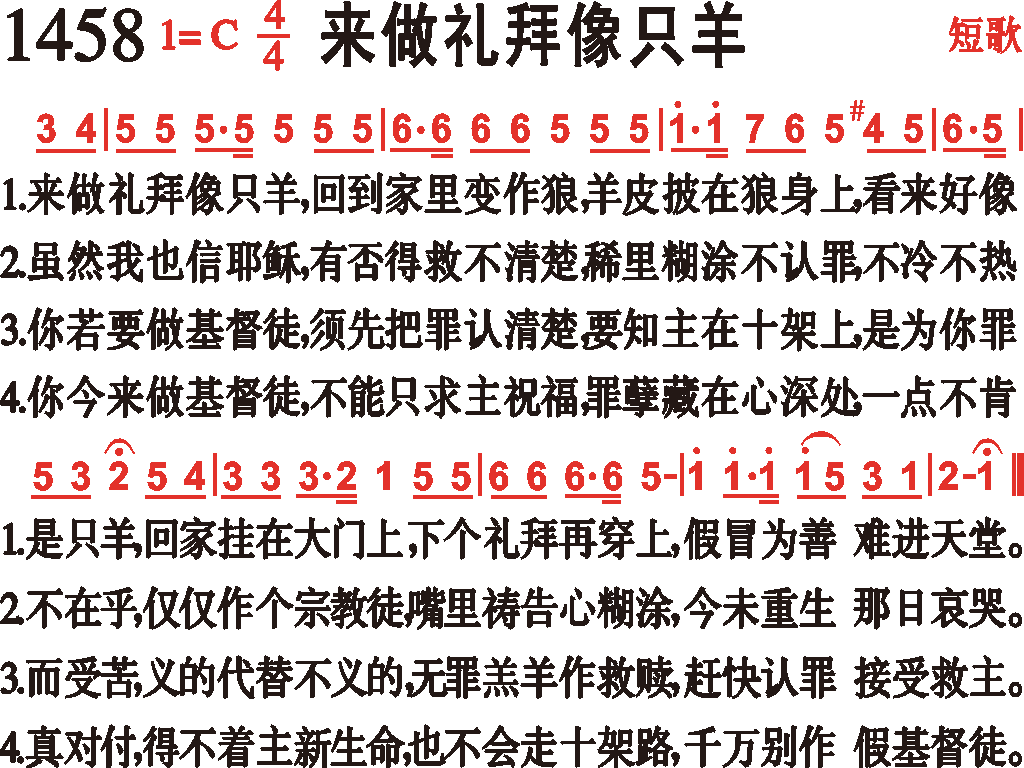 1458 1=C 4/4 来做礼拜像只羊 短歌
3 4|5 5 5·5 5 5 5|6·6 6 6 5 5 5|i·i 7 6 5 #4 5|6·5|
1.来做礼拜像只羊,回到家里变作狼,羊皮披在狼身上,看来好像
2.虽然我也信耶稣,有否得救不清楚,稀里糊涂不认罪,不冷不热
3.你若要做基督徒,须先把罪认清楚,要知主在十架上,是为你罪
4.你今来做基督徒,不能只求主祝福,罪孽藏在心深处,一点不肯
5 3 2 5 4|3 3 3·2 1 5 5|6 6 6·6 5-|i i·i i 5 3 1|2-i‖
1.是只羊,回家挂在大门上,下个礼拜再穿上,假冒为善 难进天堂。
2.不在乎,仅仅作个宗教徒,嘴里祷告心糊涂,今未重生 那日哀哭。
3.而受苦,义的代替不义的,无罪羔羊作救赎,赶快认罪 接受救主。
4.真对付,得不着主新生命,也不会走十架路,千万别作 假基督徒。